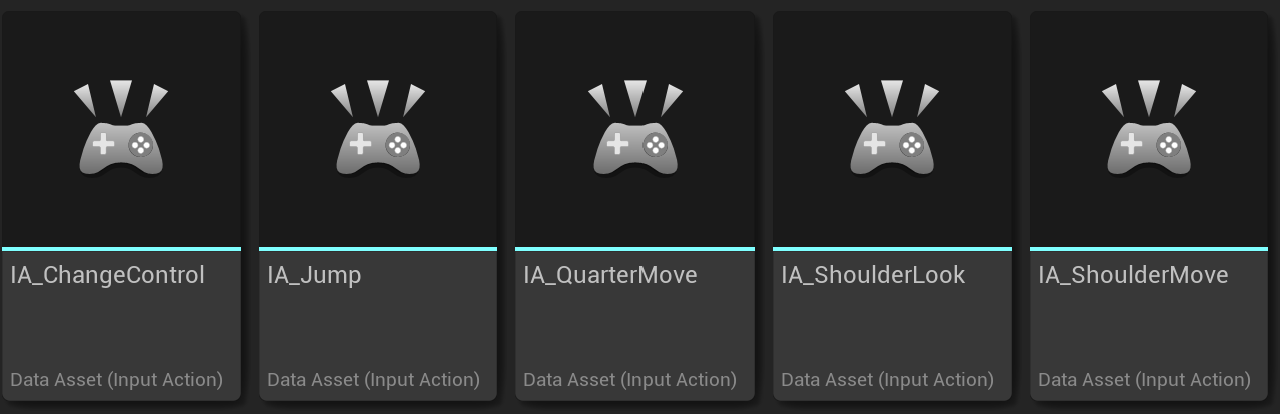 IA_ChangeControl
Data Asset (Input Action)
IA_Jump
Data Asset (Input Action)
IA_QuarterMove
Data Asset (Input Action)
IA_ShoulderLook
Data Asset (Input Action)
IA_ShoulderMove
Data Asset (Input Action)